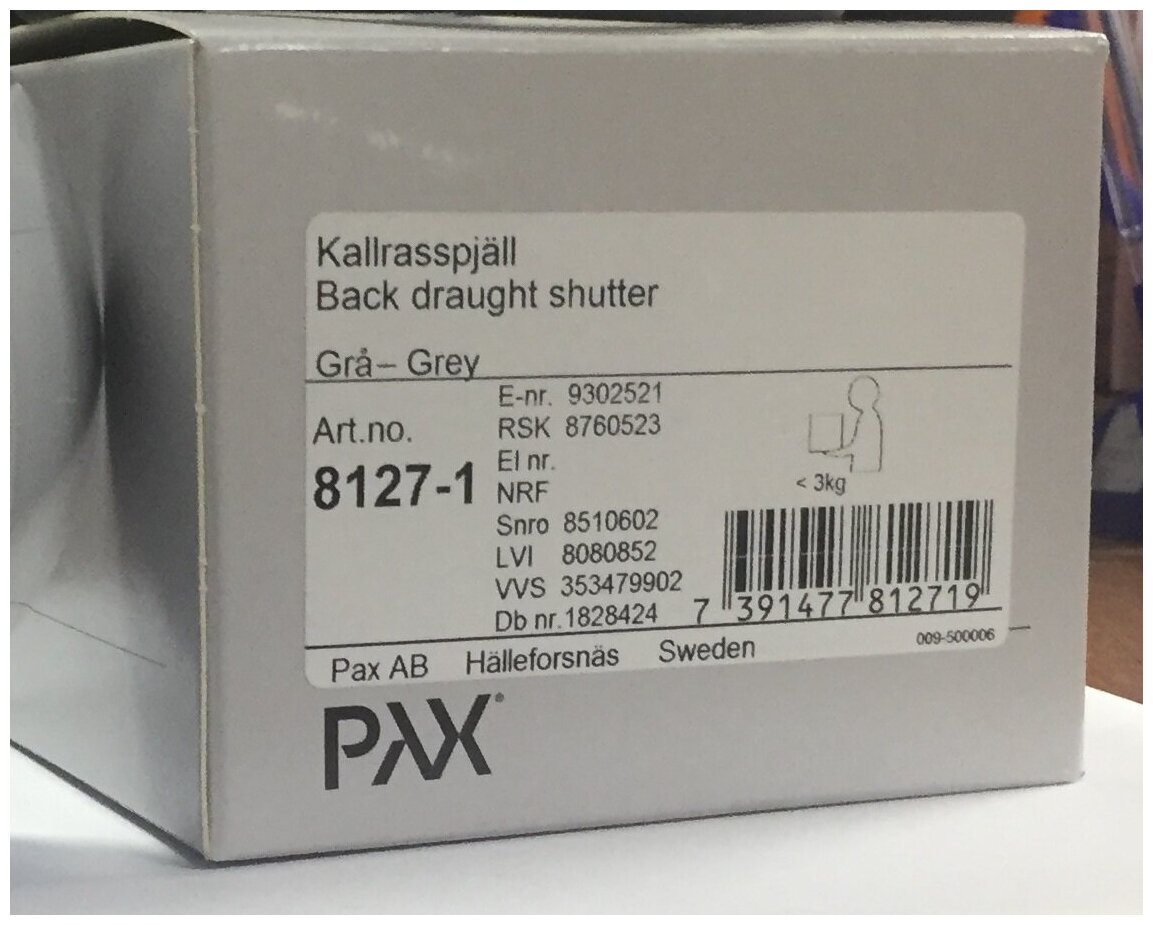 Kallrasspjäll
Back draught shutter
Grå– Grey
Art.no.
8127-1
E-nr. 9302521
RSK 8760523
El nr.
NRF
Snro 8510602
LVI 8080852
VVS 353479902
Db nr.1828424
< 3kg
7 391477 812719
009-500006
Pax AB Hälleforsnäs Sweden
PAX®